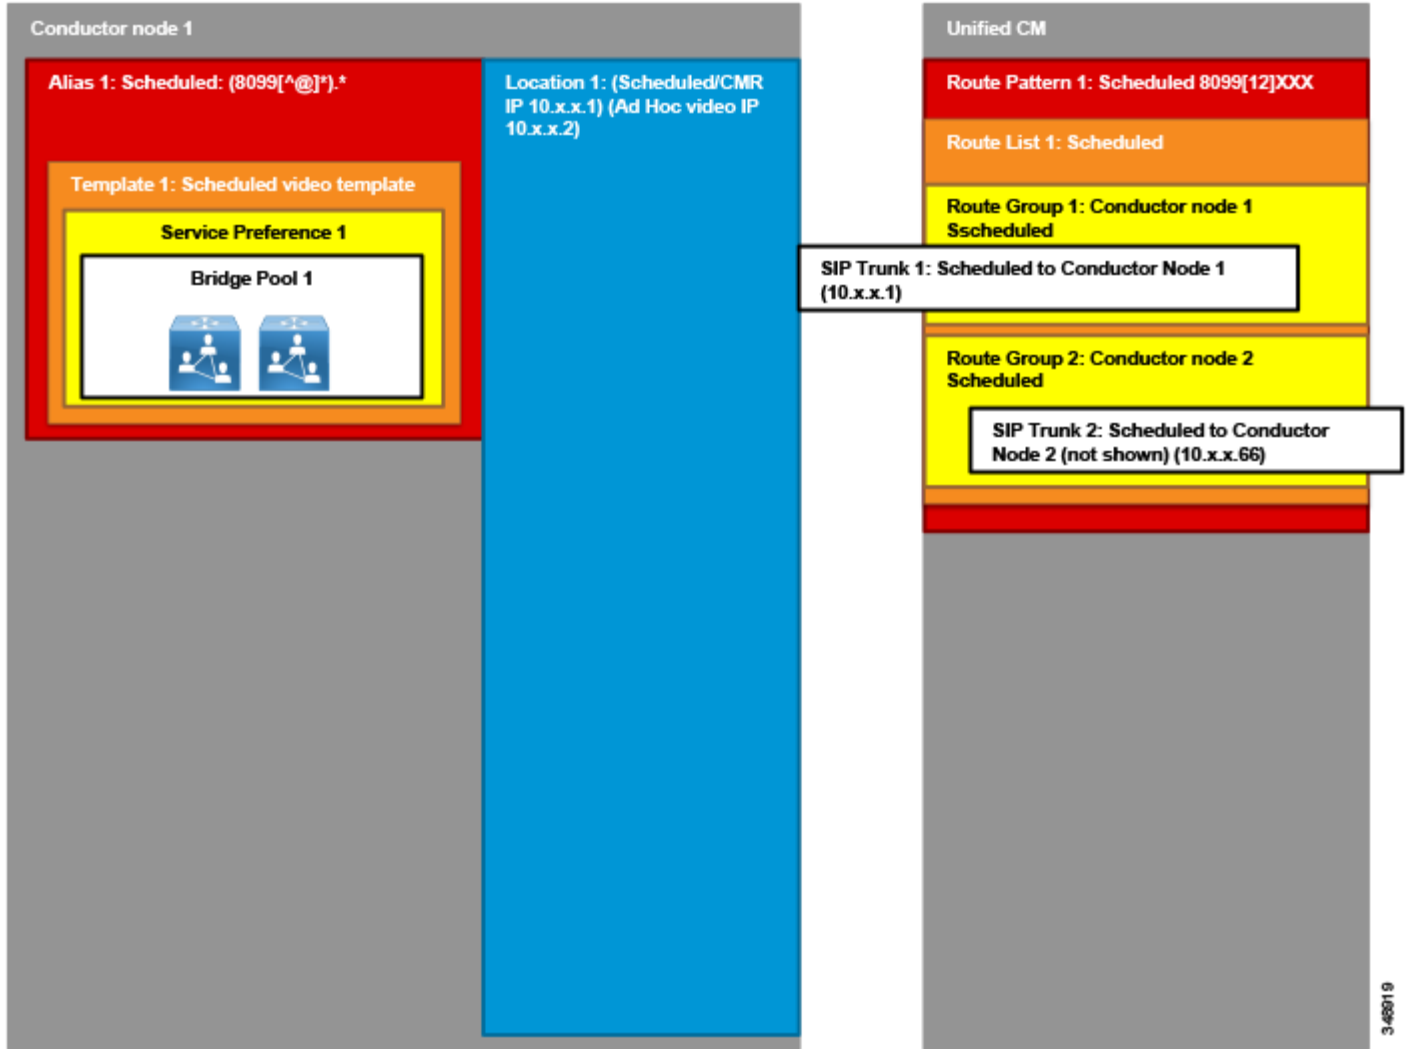 Conductor node 1
Alias 1: Scheduled: (8099[^@]*).*
Template 1: Scheduled video template
Service Preference 1
Bridge Pool 1
Location 1: (Scheduled/CMR
IP 10.x.x.1) (Ad Hoc video IP
10.x.x.2)
Unified CM
Route Pattern 1: Scheduled 8099[12]XXX
Route List 1: Scheduled
Route Group 1: Conductor node 1
Sscheduled
SIP Trunk 1: Scheduled to Conductor Node 1
(10.x.x.1)
Route Group 2: Conductor node 2
Scheduled
SIP Trunk 2: Scheduled to Conductor
Node 2 (not shown) (10.x.x.66)
348919